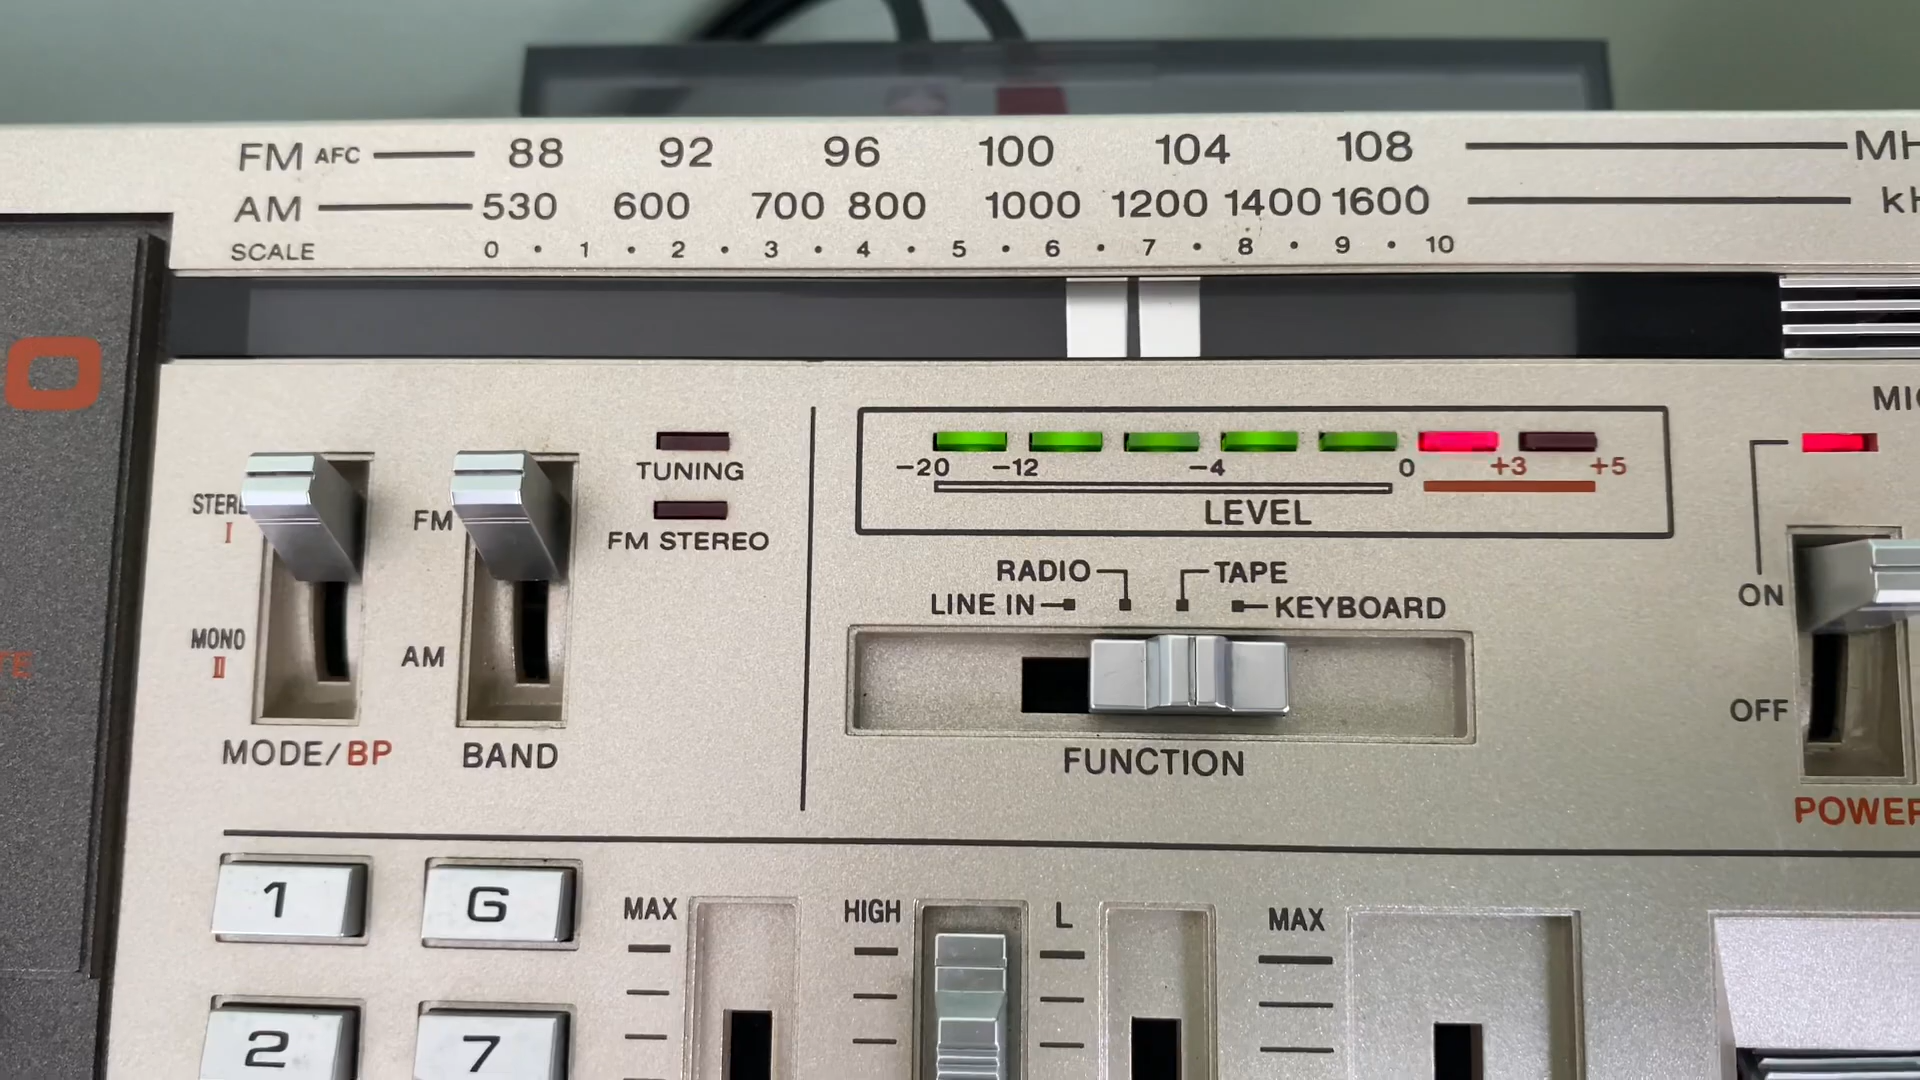 FM AFC 88 92 96 100 104 108
AM 530 600 700 800 1000 1200 1400 1600
SCALE 0 • 1 • 2 • 3 • 4 • 5 • 6 • 7 • 8 • 9 • 10
O
STERE
I
MONO
II
MODE/BP
FM
AM
BAND
TUNING
FM STEREO
-20 -12 -4 0 +3 +5
LEVEL
RADIO TAPE
LINE IN KEYBOARD
FUNCTION
ON
OFF
POWER
1 6
2 7
MAX HIGH L MAX